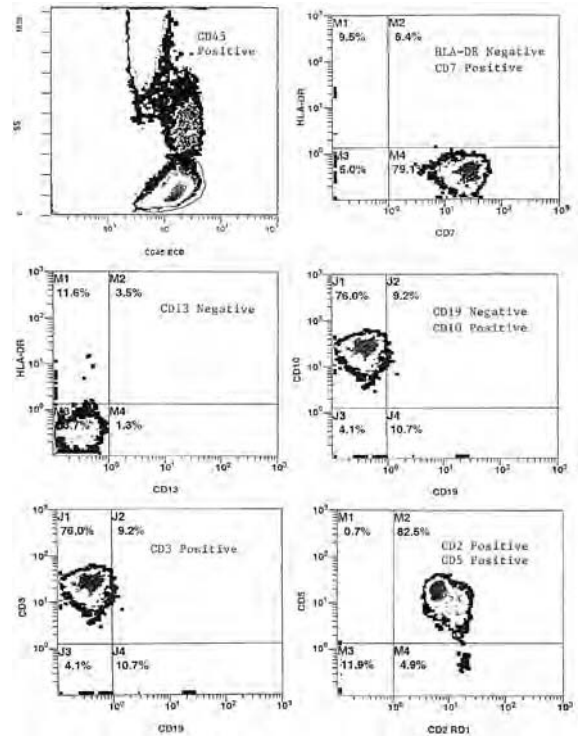 CD45
Positive
SS
0
CD45 ECD
M1
M2
9.5%
6.4%
HLA-DR Negative
CD7 Positive
HLA-DR
M3
M4
5.0%
79.1%
CD7
M1
M2
11.6%
3.5%
CD13 Negative
HLA-DR
M3
M4
1.3%
CD13
J1
J2
76.0%
9.2%
CD19 Negative
CD10 Positive
CD10
J3
J4
4.1%
10.7%
CD19
J1
J2
76.0%
9.2%
CD3 Positive
CD3
J3
J4
4.1%
10.7%
CD19
M1
M2
0.7%
82.5%
CD2 Positive
CD5 Positive
CD5
M3
M4
11.9%
4.9%
CD2 RD1